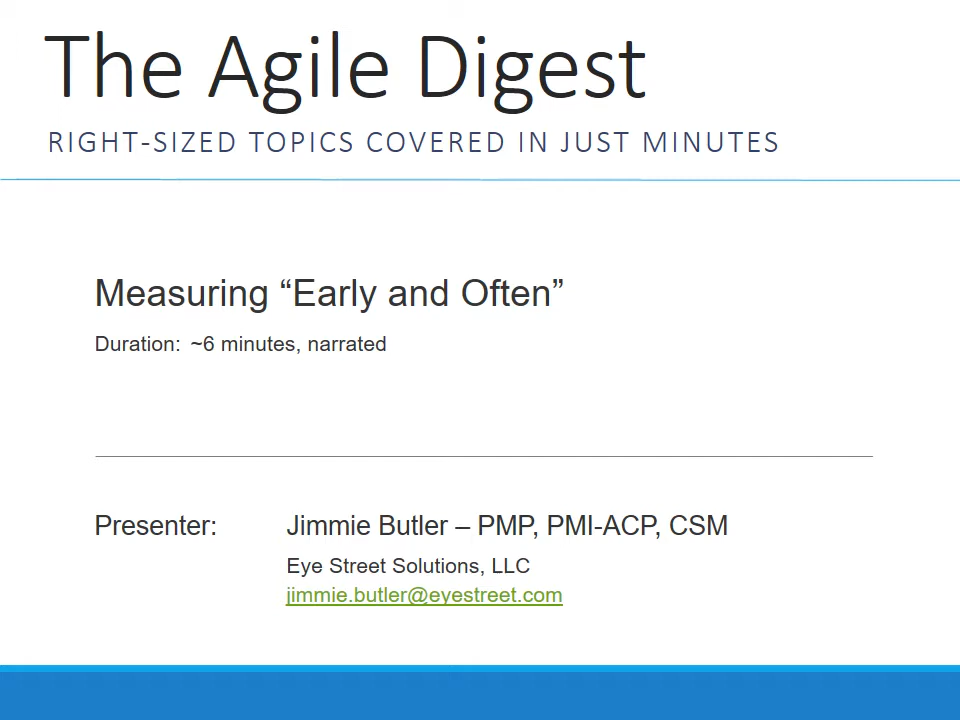 The Agile Digest
RIGHT-SIZED TOPICS COVERED IN JUST MINUTES
Measuring “Early and Often”
Duration: ~6 minutes, narrated
Presenter: Jimmie Butler – PMP, PMI-ACP, CSM
Eye Street Solutions, LLC
jimmie.butler@eyestreet.com